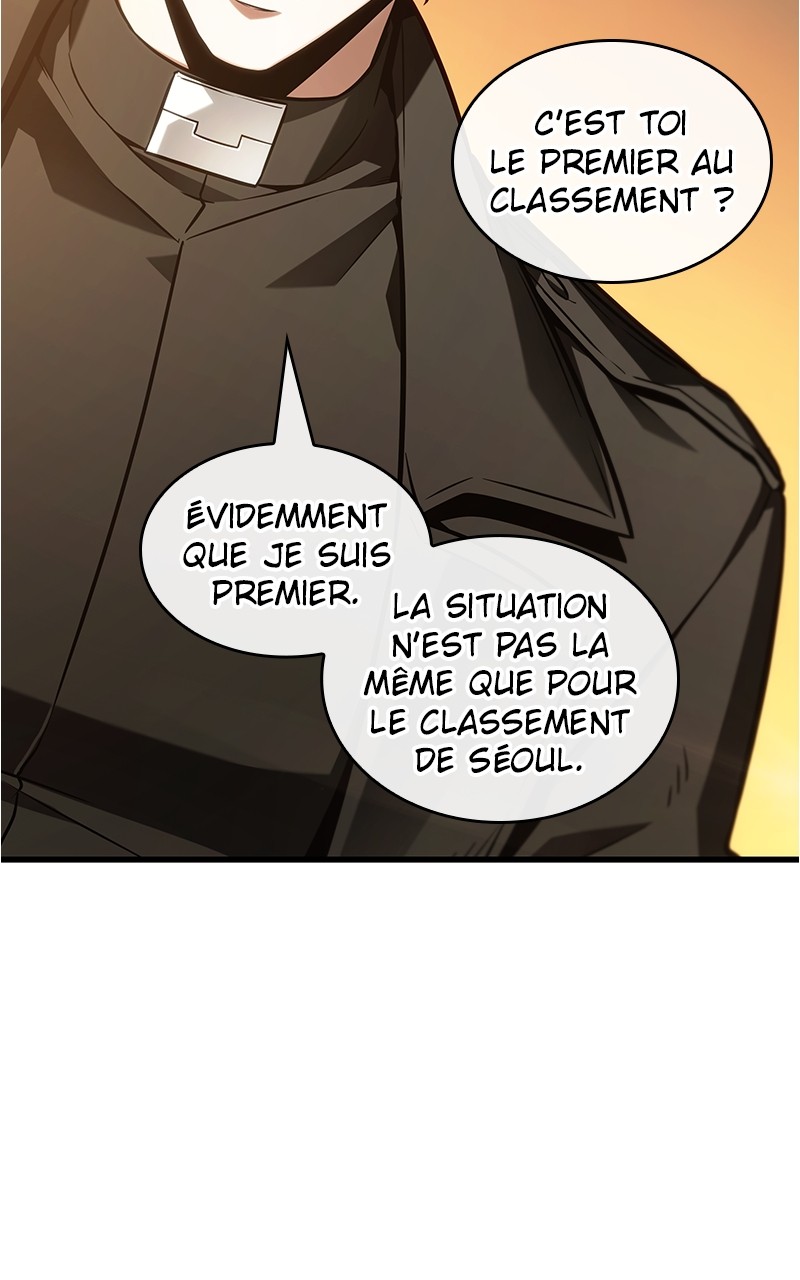 C'EST TOI
LE PREMIER AU
CLASSEMENT ?
ÉVIDEMMENT
QUE JE SUIS
PREMIER.
LA SITUATION
N'EST PAS LA
MÊME QUE POUR
LE CLASSEMENT
DE SÉOUL.